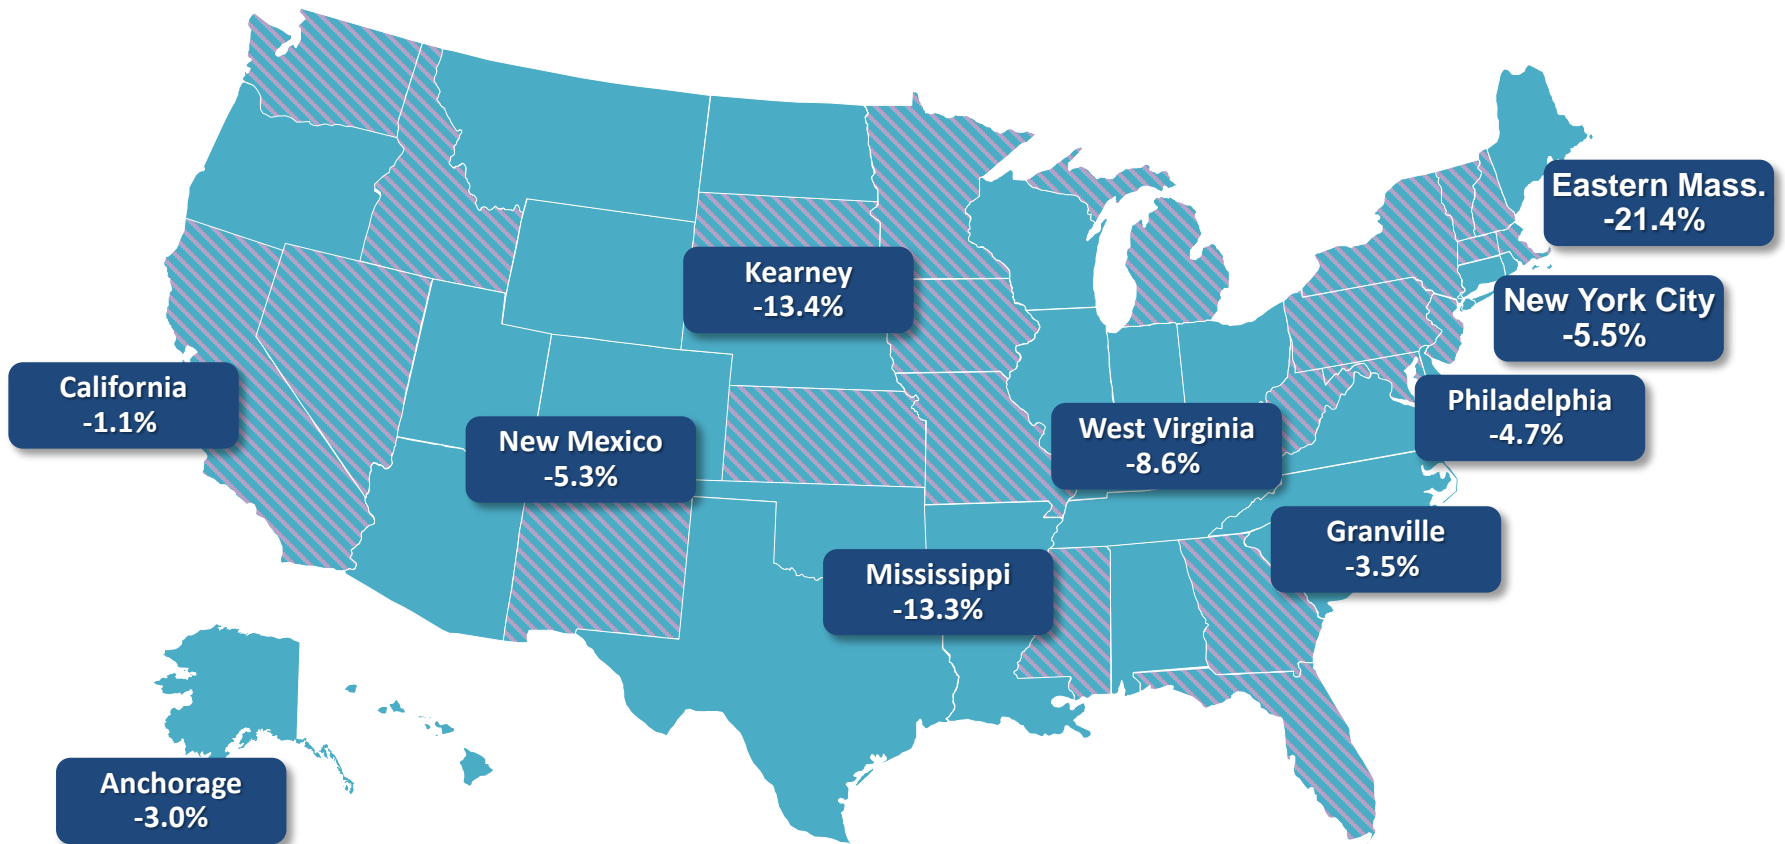 Eastern Mass.
-21.4%
Kearney
-13.4%
New York City
-5.5%
California
-1.1%
Philadelphia
-4.7%
New Mexico
-5.3%
West Virginia
-8.6%
Granville
-3.5%
Mississippi
-13.3%
Anchorage
-3.0%